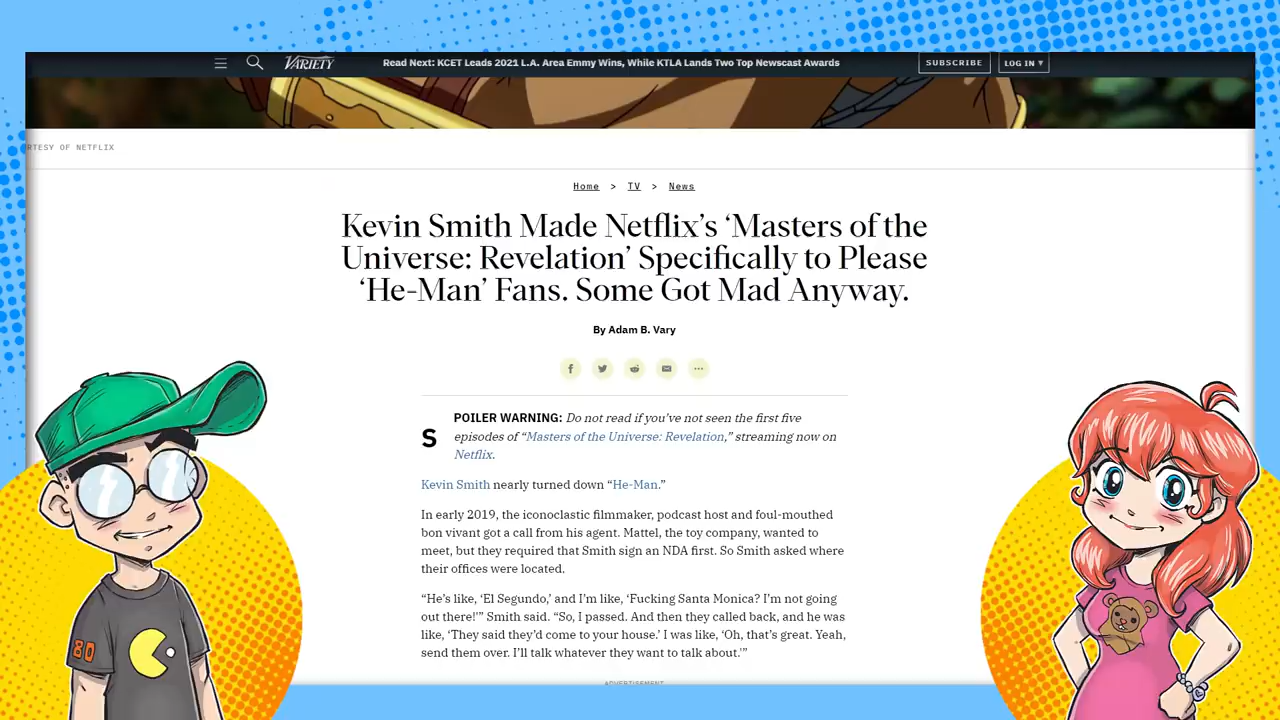 VARIETY
Read Next: KCET Leads 2021 L.A. Area Emmy Wins, While KTLA Lands Two Top Newscast Awards
SUBSCRIBE
LOG IN ▾
RTESY OF NETFLIX
Home > TV > News
Kevin Smith Made Netflix’s ‘Masters of the
Universe: Revelation’ Specifically to Please
‘He-Man’ Fans. Some Got Mad Anyway.
By Adam B. Vary
SPOILER WARNING: Do not read if you’ve not seen the first five
episodes of “Masters of the Universe: Revelation,” streaming now on
Netflix.
Kevin Smith nearly turned down “He-Man.”
In early 2019, the iconoclastic filmmaker, podcast host and foul-mouthed
bon vivant got a call from his agent. Mattel, the toy company, wanted to
meet, but they required that Smith sign an NDA first. So Smith asked where
their offices were located.
“He’s like, ‘El Segundo,’ and I’m like, ‘Fucking Santa Monica? I’m not going
out there!’” Smith said. “So, I passed. And then they called back, and he was
like, ‘They said they’d come to your house.’ I was like, ‘Oh, that’s great. Yeah,
send them over. I’ll talk whatever they want to talk about.’”
ADVERTISEMENT
80